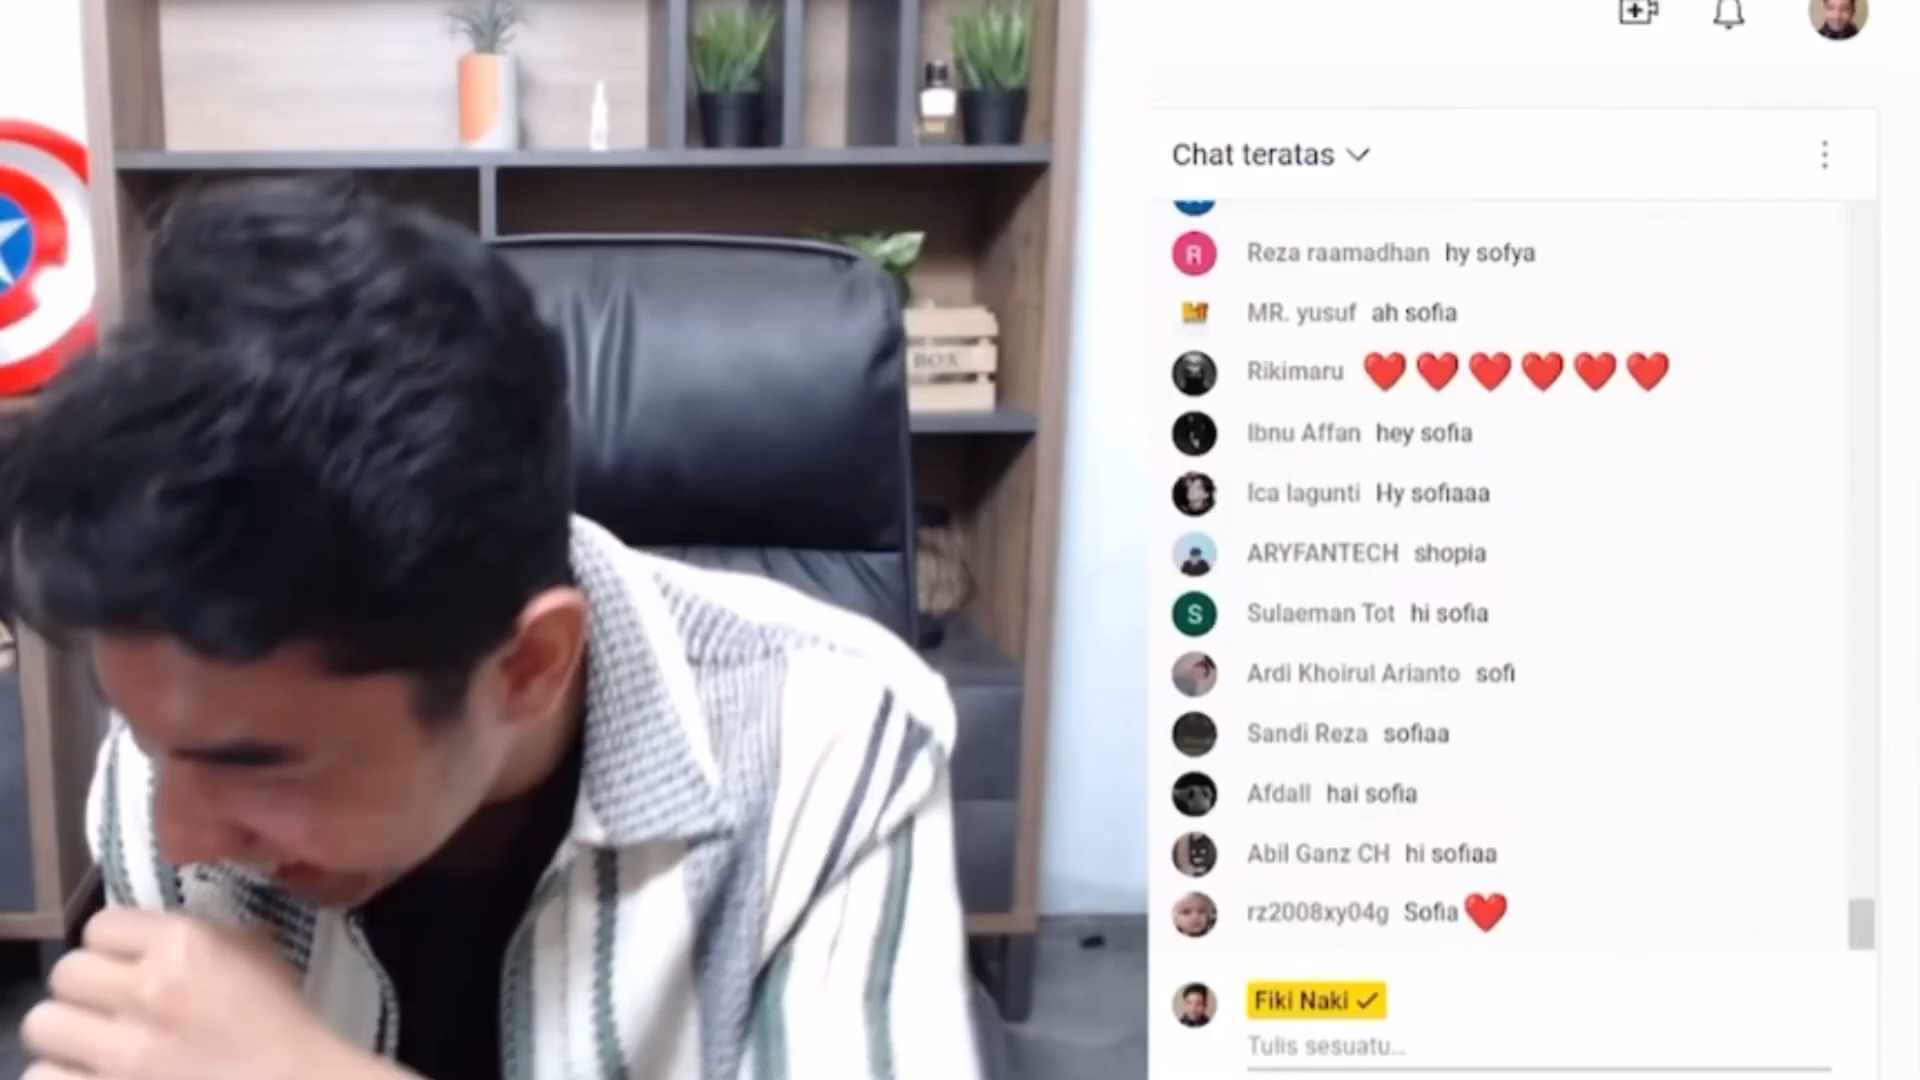 BOX
Chat teratas
Reza raamadhan hy sofya
MR. yusuf ah sofia
Rikimaru ❤️❤️❤️❤️❤️❤️
Ibnu Affan hey sofia
Ica lagunti Hy sofiaaa
ARYFANTECH shopia
S Sulaeman Tot hi sofia
Ardi Khoirul Arianto sofi
Sandi Reza sofiaa
Afdall hai sofia
Abil Ganz CH hi sofiaa
rz2008xy04g Sofia❤️
Fiki Naki
Tulis sesuatu...